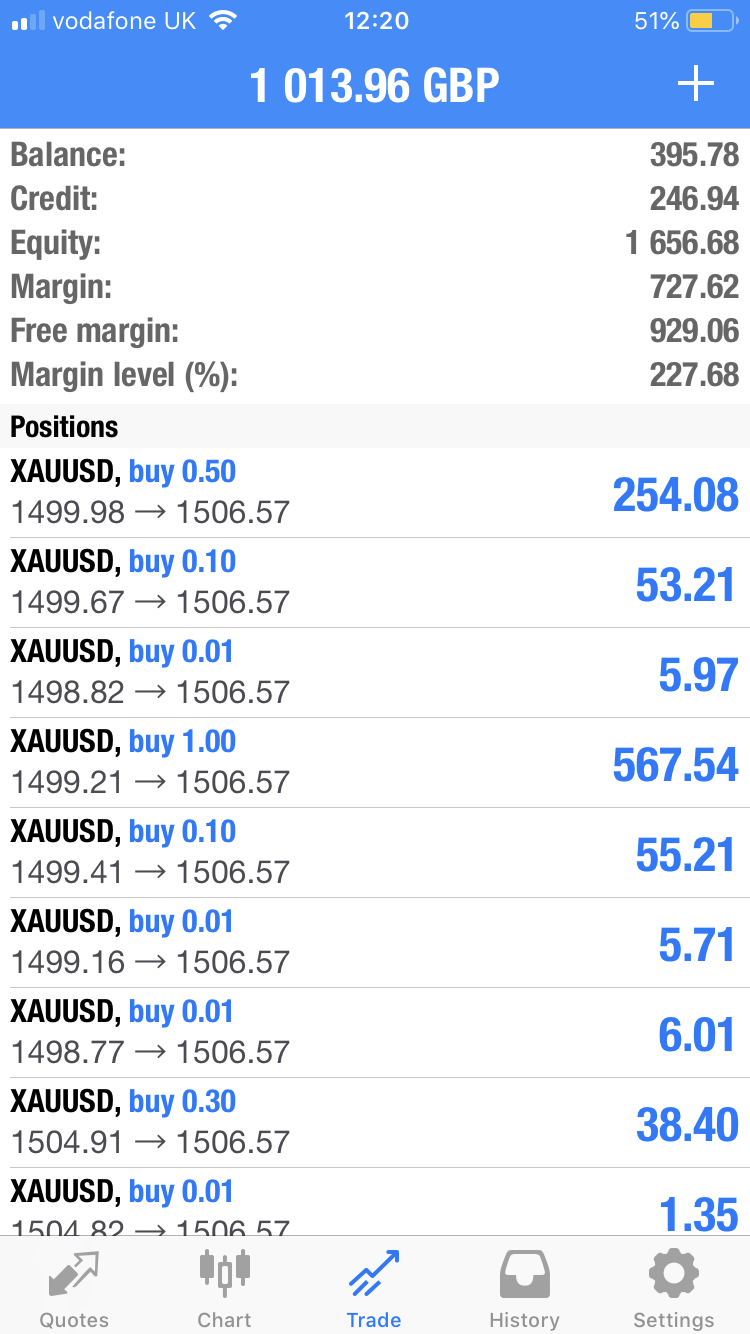 vodafone UK 12:20 51%
1 013.96 GBP
Balance: 395.78
Credit: 246.94
Equity: 1 656.68
Margin: 727.62
Free margin: 929.06
Margin level (%): 227.68
Positions
XAUUSD, buy 0.50
1499.98 → 1506.57 254.08
XAUUSD, buy 0.10
1499.67 → 1506.57 53.21
XAUUSD, buy 0.01
1498.82 → 1506.57 5.97
XAUUSD, buy 1.00
1499.21 → 1506.57 567.54
XAUUSD, buy 0.10
1499.41 → 1506.57 55.21
XAUUSD, buy 0.01
1499.16 → 1506.57 5.71
XAUUSD, buy 0.01
1498.77 → 1506.57 6.01
XAUUSD, buy 0.30
1504.91 → 1506.57 38.40
XAUUSD, buy 0.01
1504.82 → 1506.57 1.35
Quotes Chart Trade History Settings